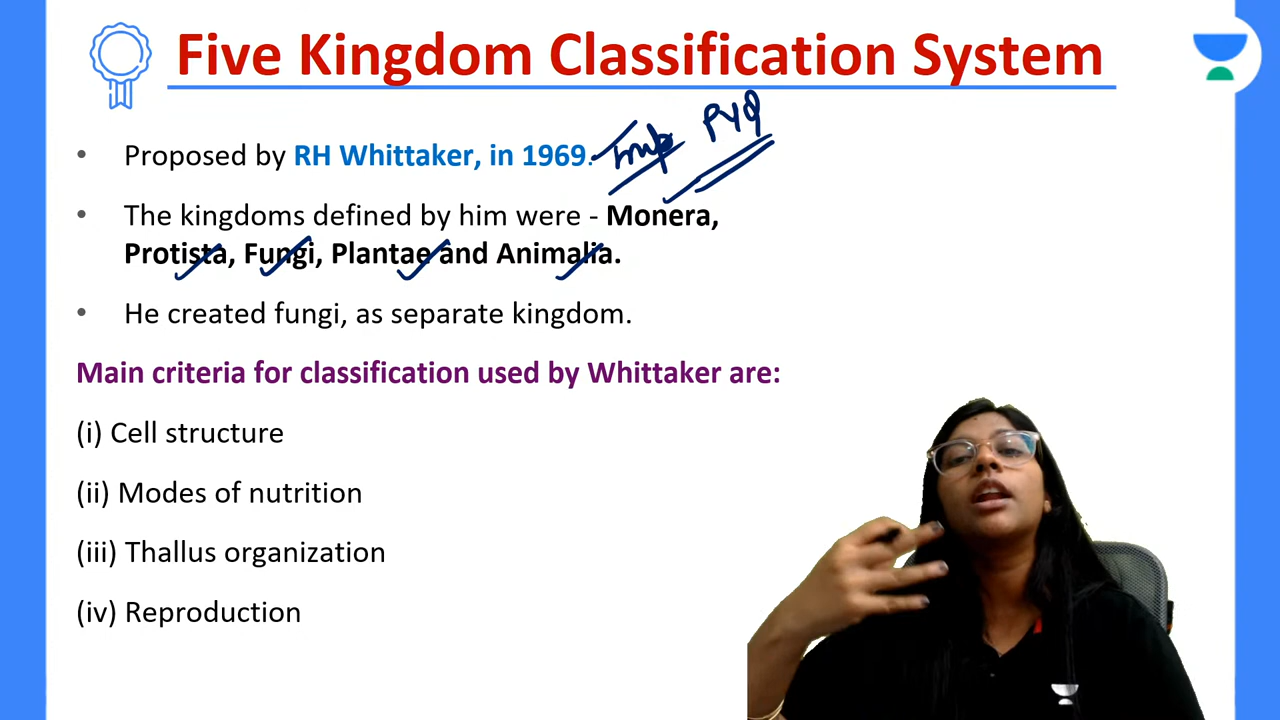 Five Kingdom Classification System
• Proposed by RH Whittaker, in 1969. Imp PYQ
• The kingdoms defined by him were - Monera,
Protista, Fungi, Plantae and Animalia.
• He created fungi, as separate kingdom.
Main criteria for classification used by Whittaker are:
(i) Cell structure
(ii) Modes of nutrition
(iii) Thallus organization
(iv) Reproduction